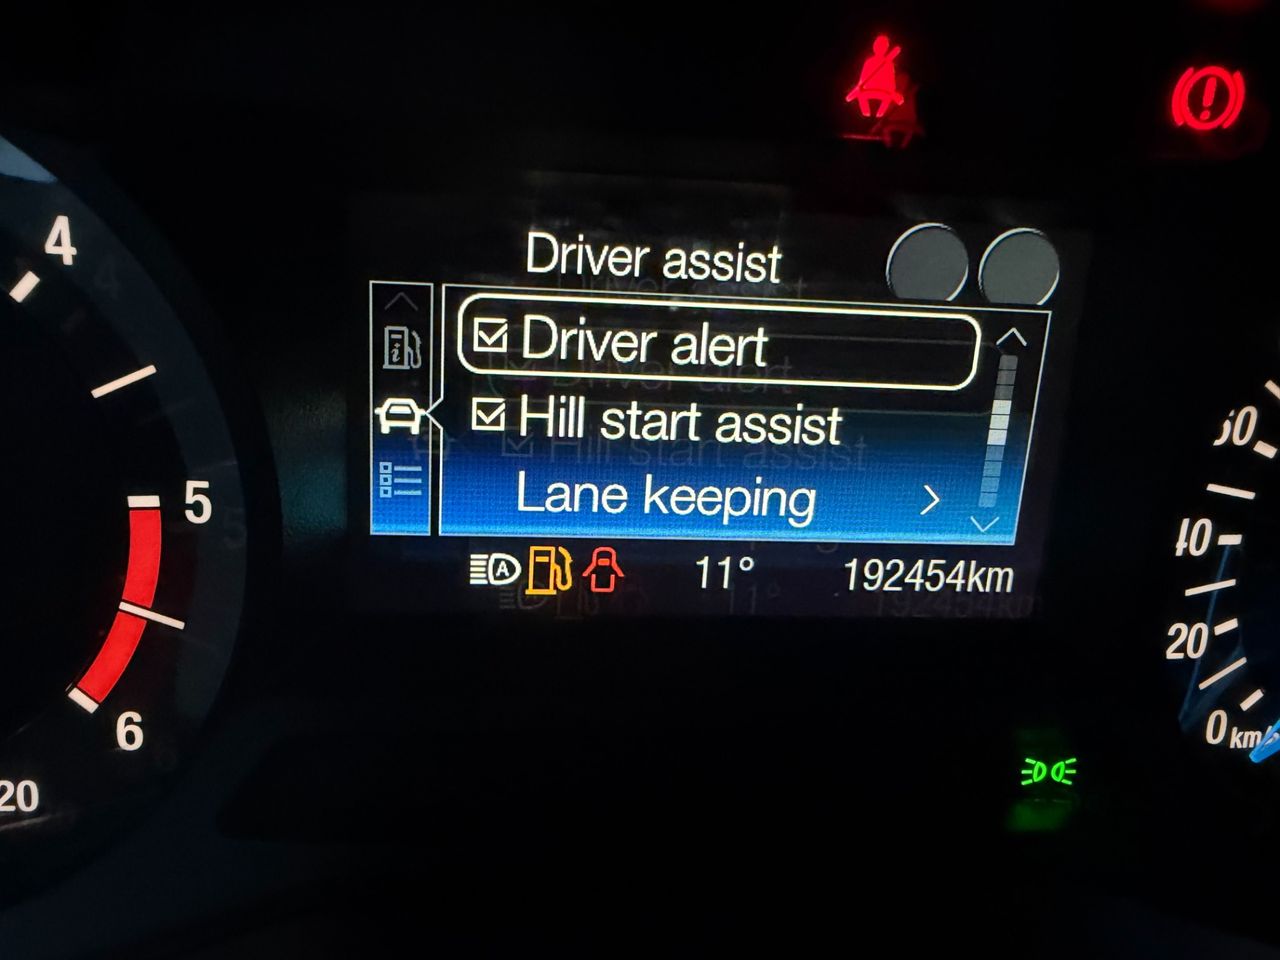 4
Driver assist
Driver alert
Hill start assist
Lane keeping
5
11°
192454km
40
20
6
0 km/h
20